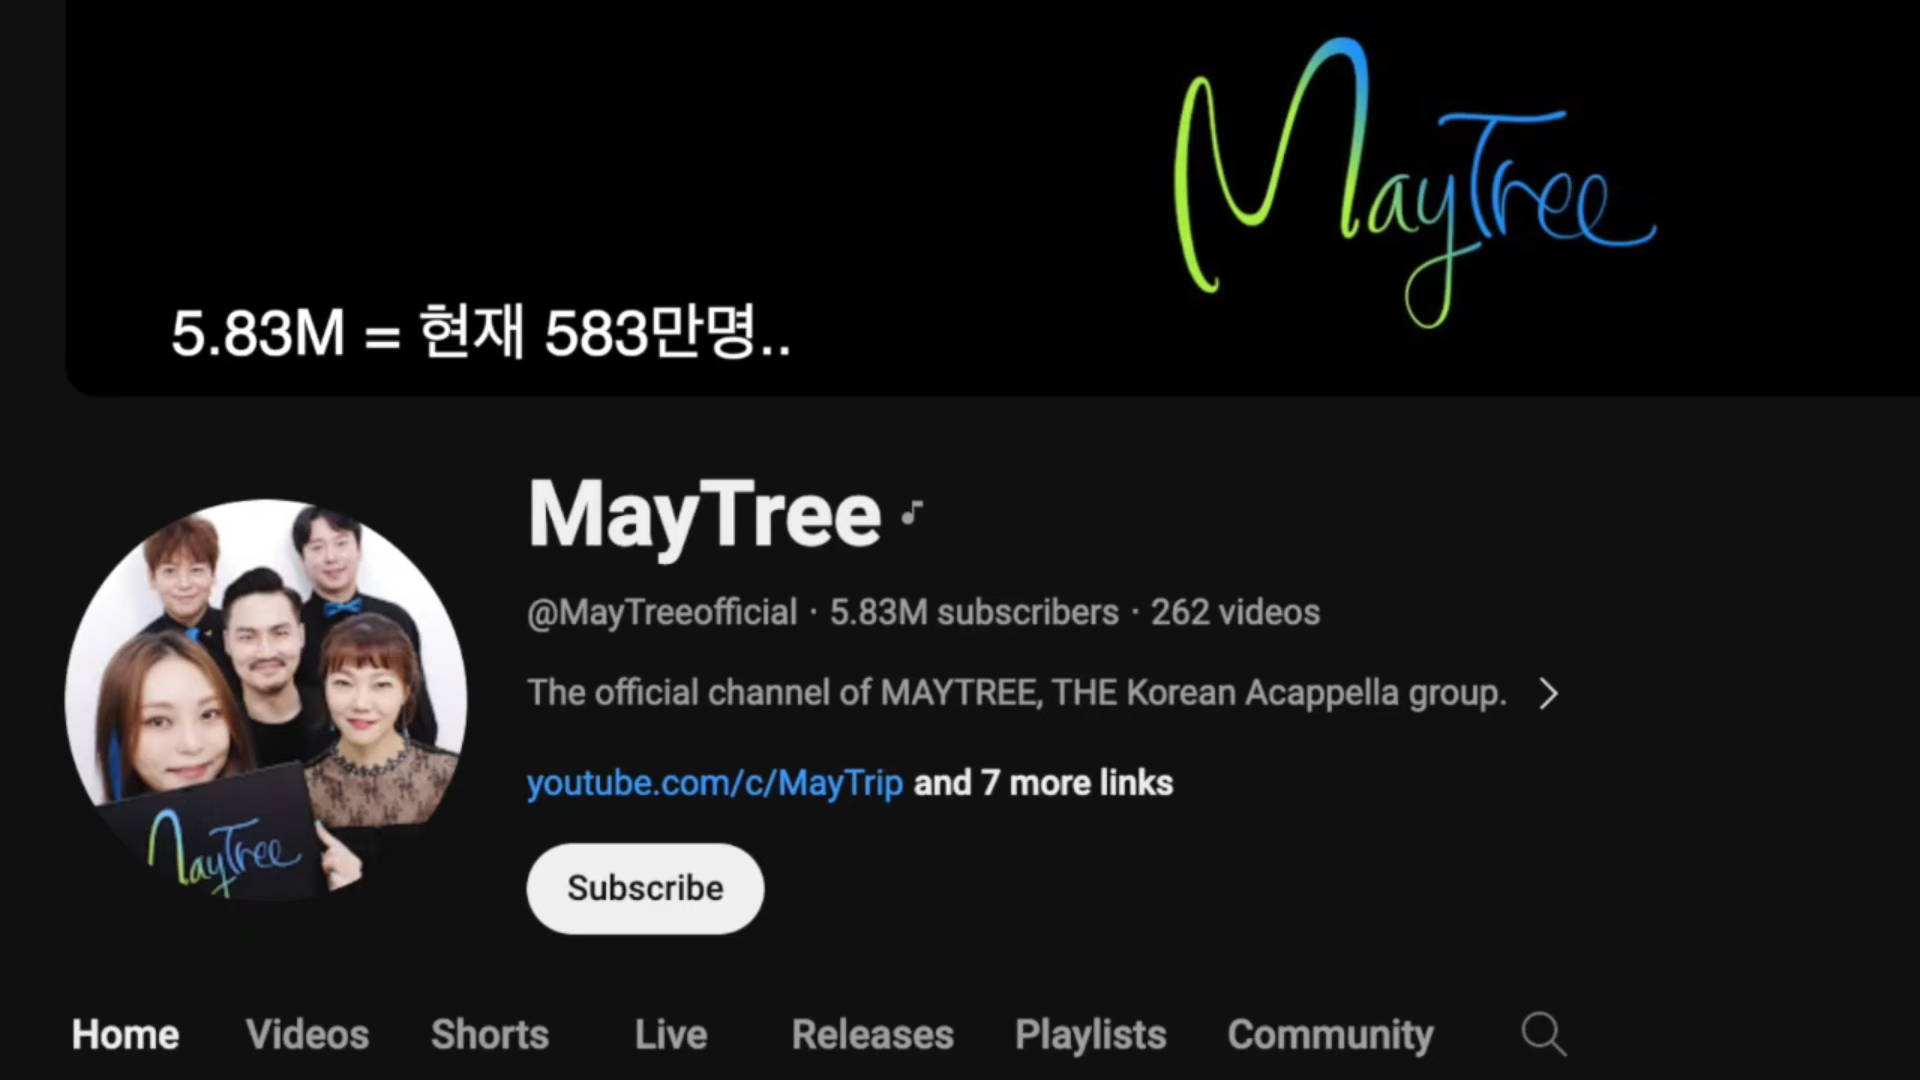 MayTree
5.83M = 현재 583만명..
MayTree
@MayTreeofficial · 5.83M subscribers · 262 videos
The official channel of MAYTREE, THE Korean Acappella group.
youtube.com/c/MayTrip and 7 more links
MayTree
Subscribe
Home Videos Shorts Live Releases Playlists Community